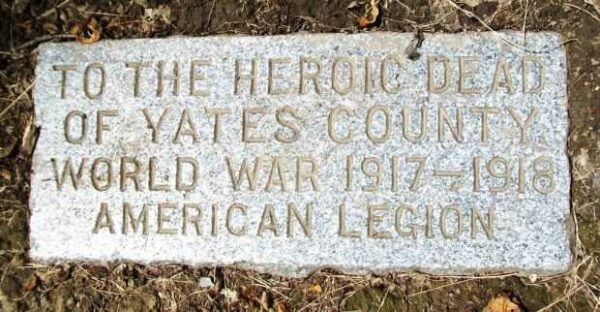 TO THE HEROIC DEAD
OF YATES COUNTY
WORLD WAR 1917-1918
AMERICAN LEGION